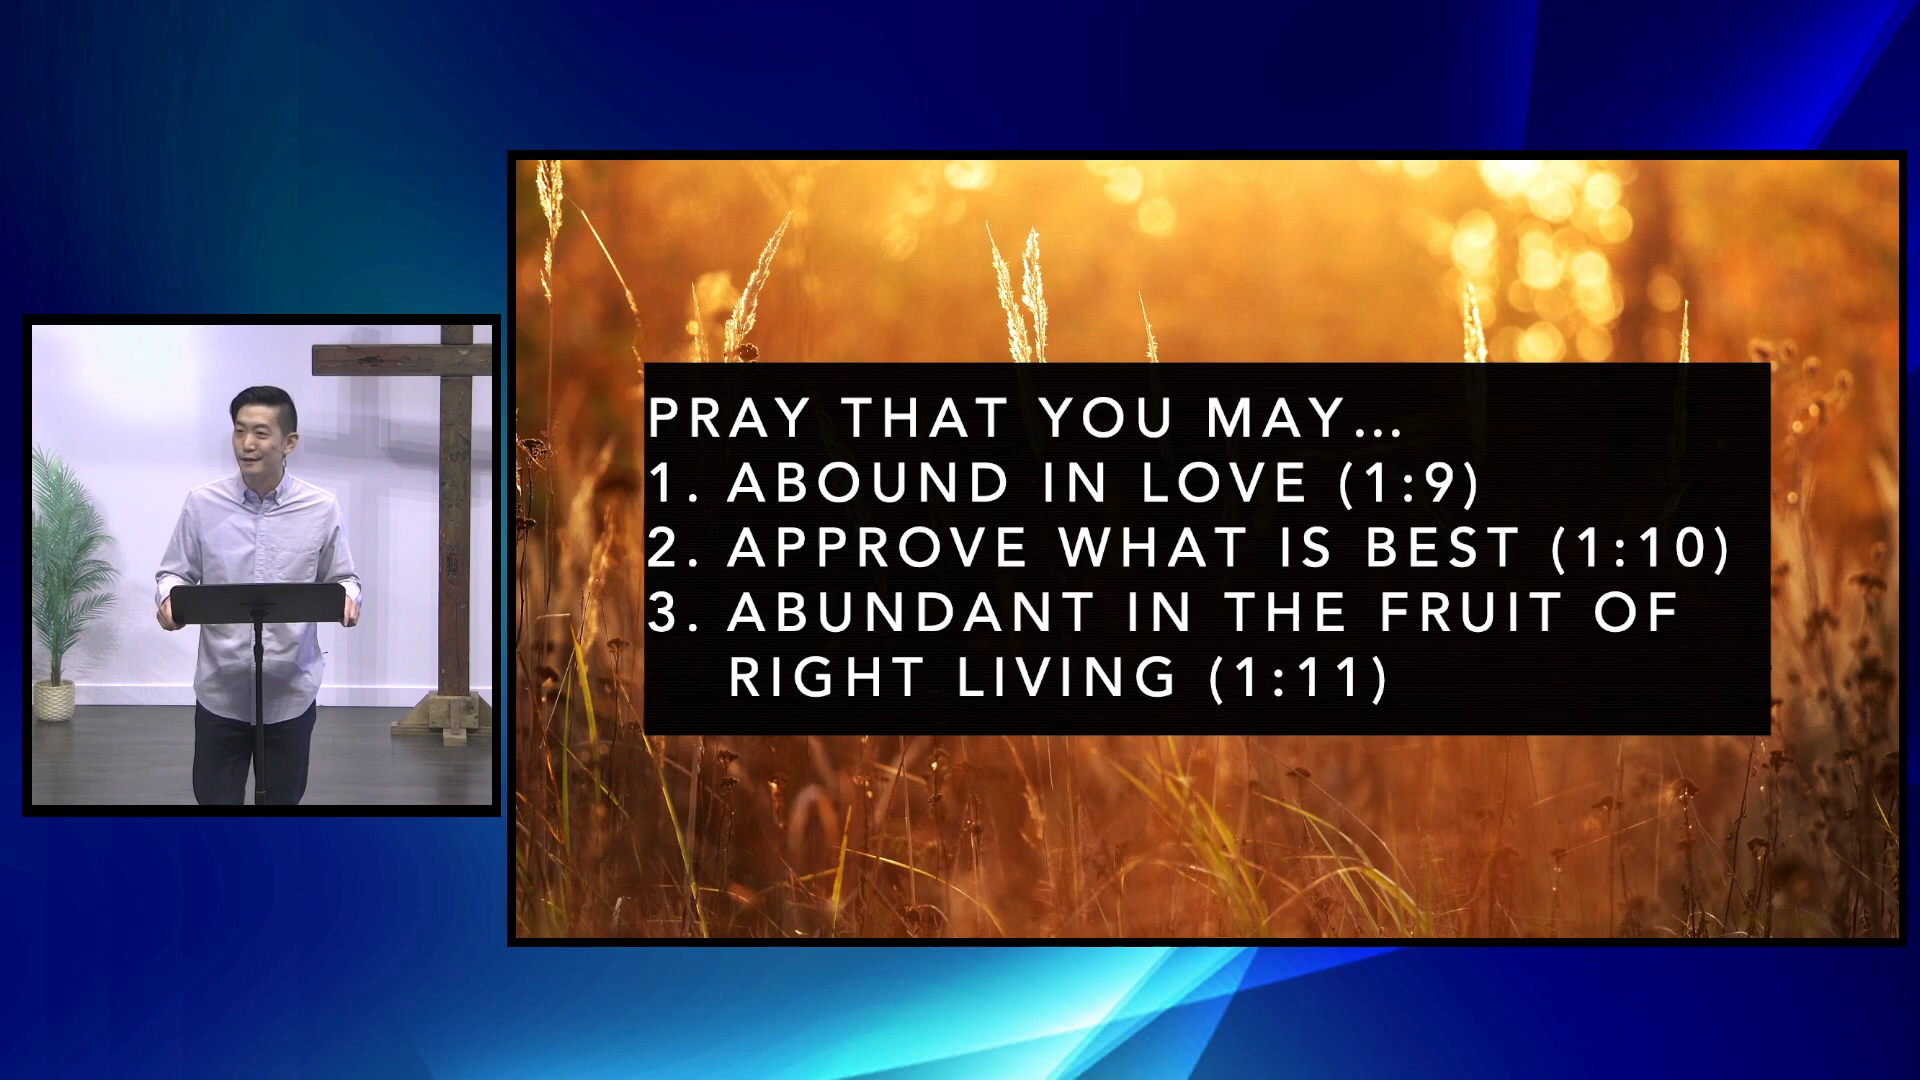 PRAY THAT YOU MAY...
1. ABOUND IN LOVE (1:9)
2. APPROVE WHAT IS BEST (1:10)
3. ABUNDANT IN THE FRUIT OF
RIGHT LIVING (1:11)